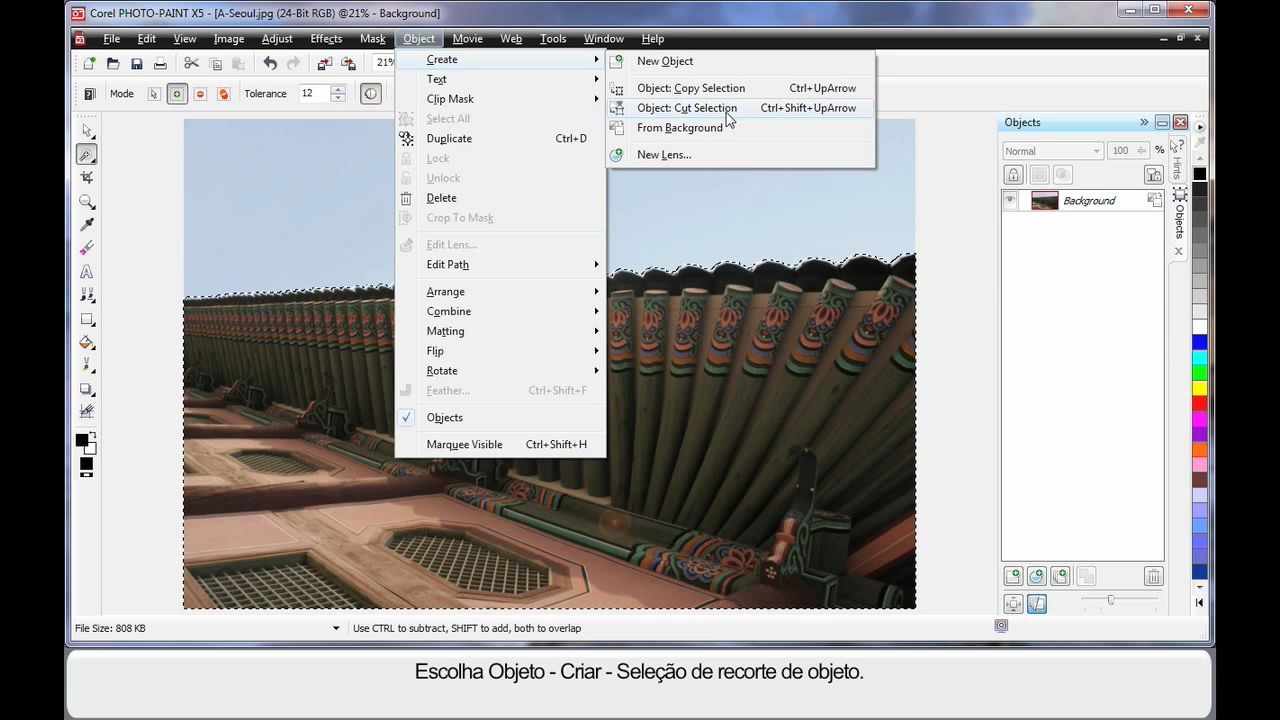 Corel PHOTO-PAINT X5 - [A-Seoul.jpg (24-Bit RGB) @21% - Background]
File Edit View Image Adjust Effects Mask Object Movie Web Tools Window Help
21%
Mode Tolerance 12
Create
Text
Clip Mask
Select All
Duplicate Ctrl+D
Lock
Unlock
Delete
Crop To Mask
Edit Lens...
Edit Path
Arrange
Combine
Matting
Flip
Rotate
Feather... Ctrl+Shift+F
Objects
Marquee Visible Ctrl+Shift+H
New Object
Object: Copy Selection Ctrl+UpArrow
Object: Cut Selection Ctrl+Shift+UpArrow
From Background
New Lens...
Objects
Normal 100 %
Background
Hints
Objects
File Size: 808 KB Use CTRL to subtract, SHIFT to add, both to overlap
Escolha Objeto - Criar - Seleção de recorte de objeto.